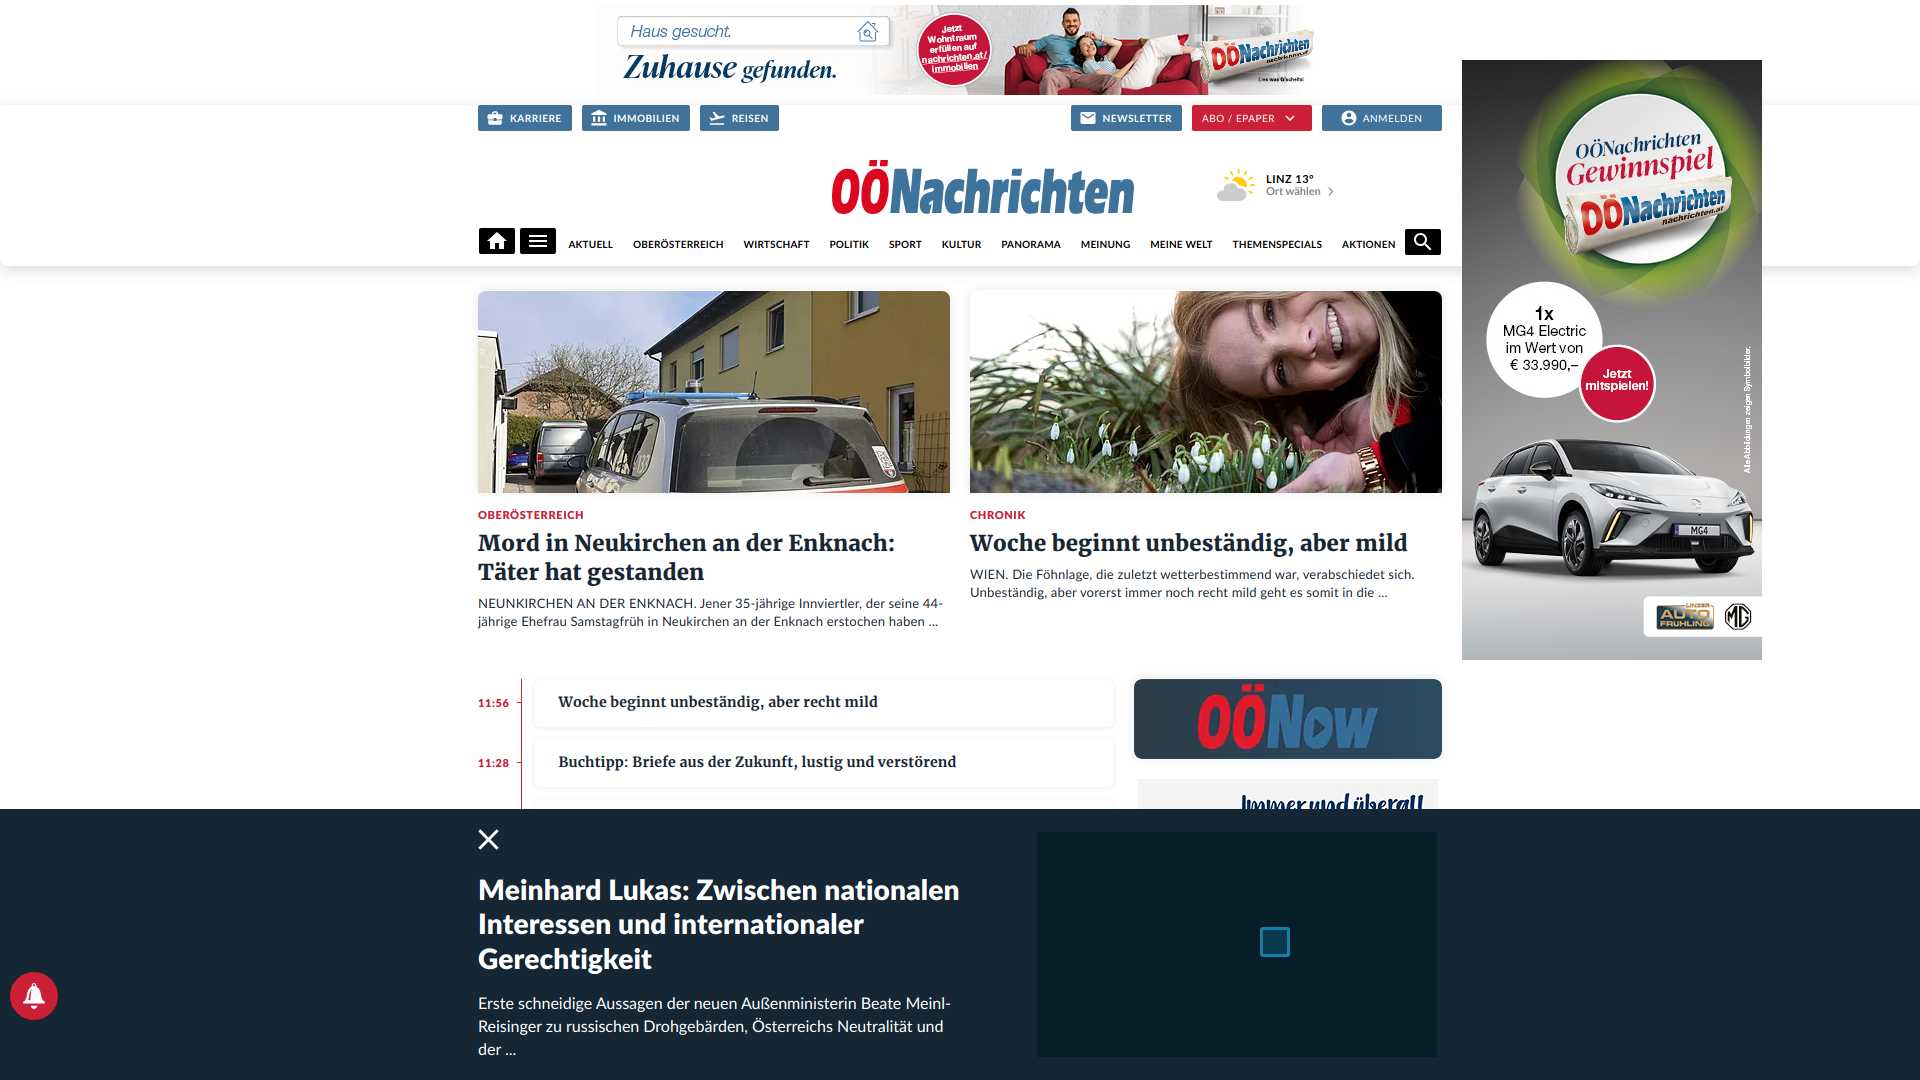 Haus gesucht.
Zuhause gefunden.
Jetzt
Wohntraum
erfüllen auf
nachrichten.at/
immobilien
OÖNachrichten
nachrichten.at
Lies was G'scheits!
KARRIERE
IMMOBILIEN
REISEN
NEWSLETTER
ABO / EPAPER
ANMELDEN
OÖNachrichten
LINZ 13°
Ort wählen
AKTUELL
OBERÖSTERREICH
WIRTSCHAFT
POLITIK
SPORT
KULTUR
PANORAMA
MEINUNG
MEINE WELT
THEMENSPECIALS
AKTIONEN
OÖNachrichten
Gewinnspiel
OÖNachrichten
nachrichten.at
1x
MG4 Electric
im Wert von
€ 33.990,–
Jetzt
mitspielen!
Alle Abbildungen zeigen Symbolbilder.
MG4
LINZER
AUTO
FRÜHLING
MG
OBERÖSTERREICH
Mord in Neukirchen an der Enknach:
Täter hat gestanden
NEUNKIRCHEN AN DER ENKNACH. Jener 35-jährige Innviertler, der seine 44-
jährige Ehefrau Samstagfrüh in Neukirchen an der Enknach erstochen haben ...
CHRONIK
Woche beginnt unbeständig, aber mild
WIEN. Die Föhnlage, die zuletzt wetterbestimmend war, verabschiedet sich.
Unbeständig, aber vorerst immer noch recht mild geht es somit in die ...
11:56
Woche beginnt unbeständig, aber recht mild
11:28
Buchtipp: Briefe aus der Zukunft, lustig und verstörend
OÖNow
Immer und überall
Meinhard Lukas: Zwischen nationalen
Interessen und internationaler
Gerechtigkeit
Erste schneidige Aussagen der neuen Außenministerin Beate Meinl-
Reisinger zu russischen Drohgebärden, Österreichs Neutralität und
der ...